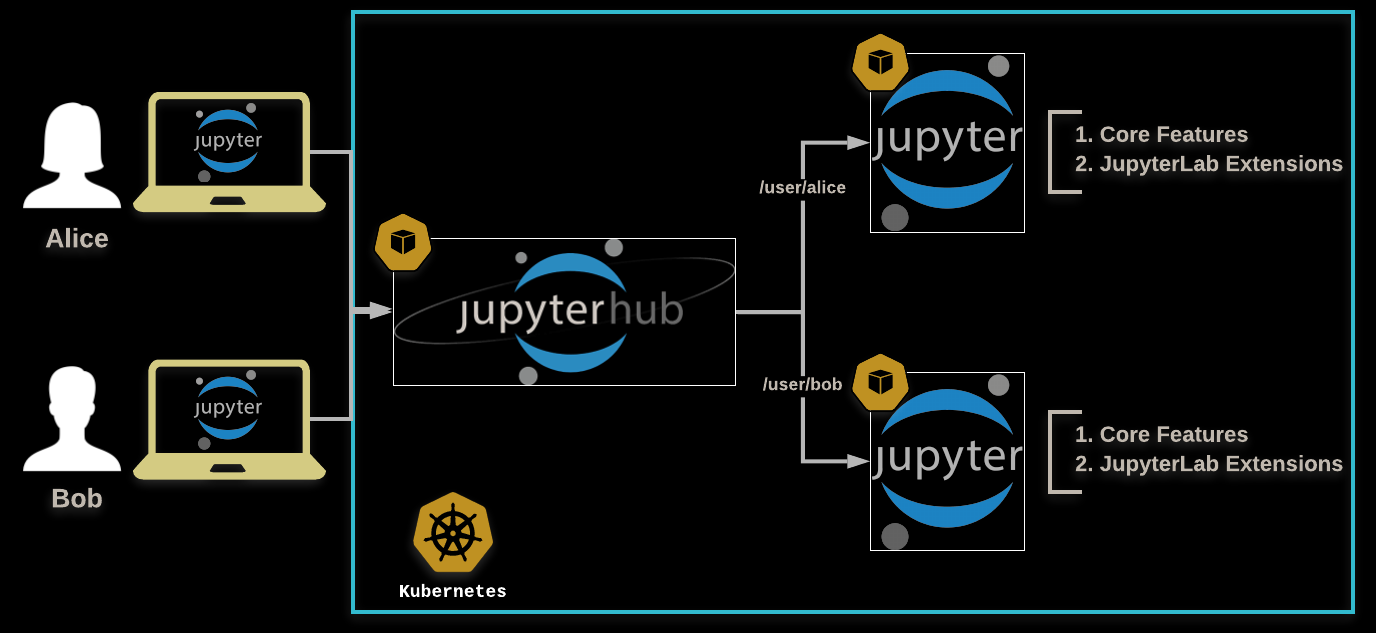 jupyter
Alice
jupyter
Bob
jupyterhub
Kubernetes
/user/alice
/user/bob
jupyter
1. Core Features
2. JupyterLab Extensions
jupyter
1. Core Features
2. JupyterLab Extensions